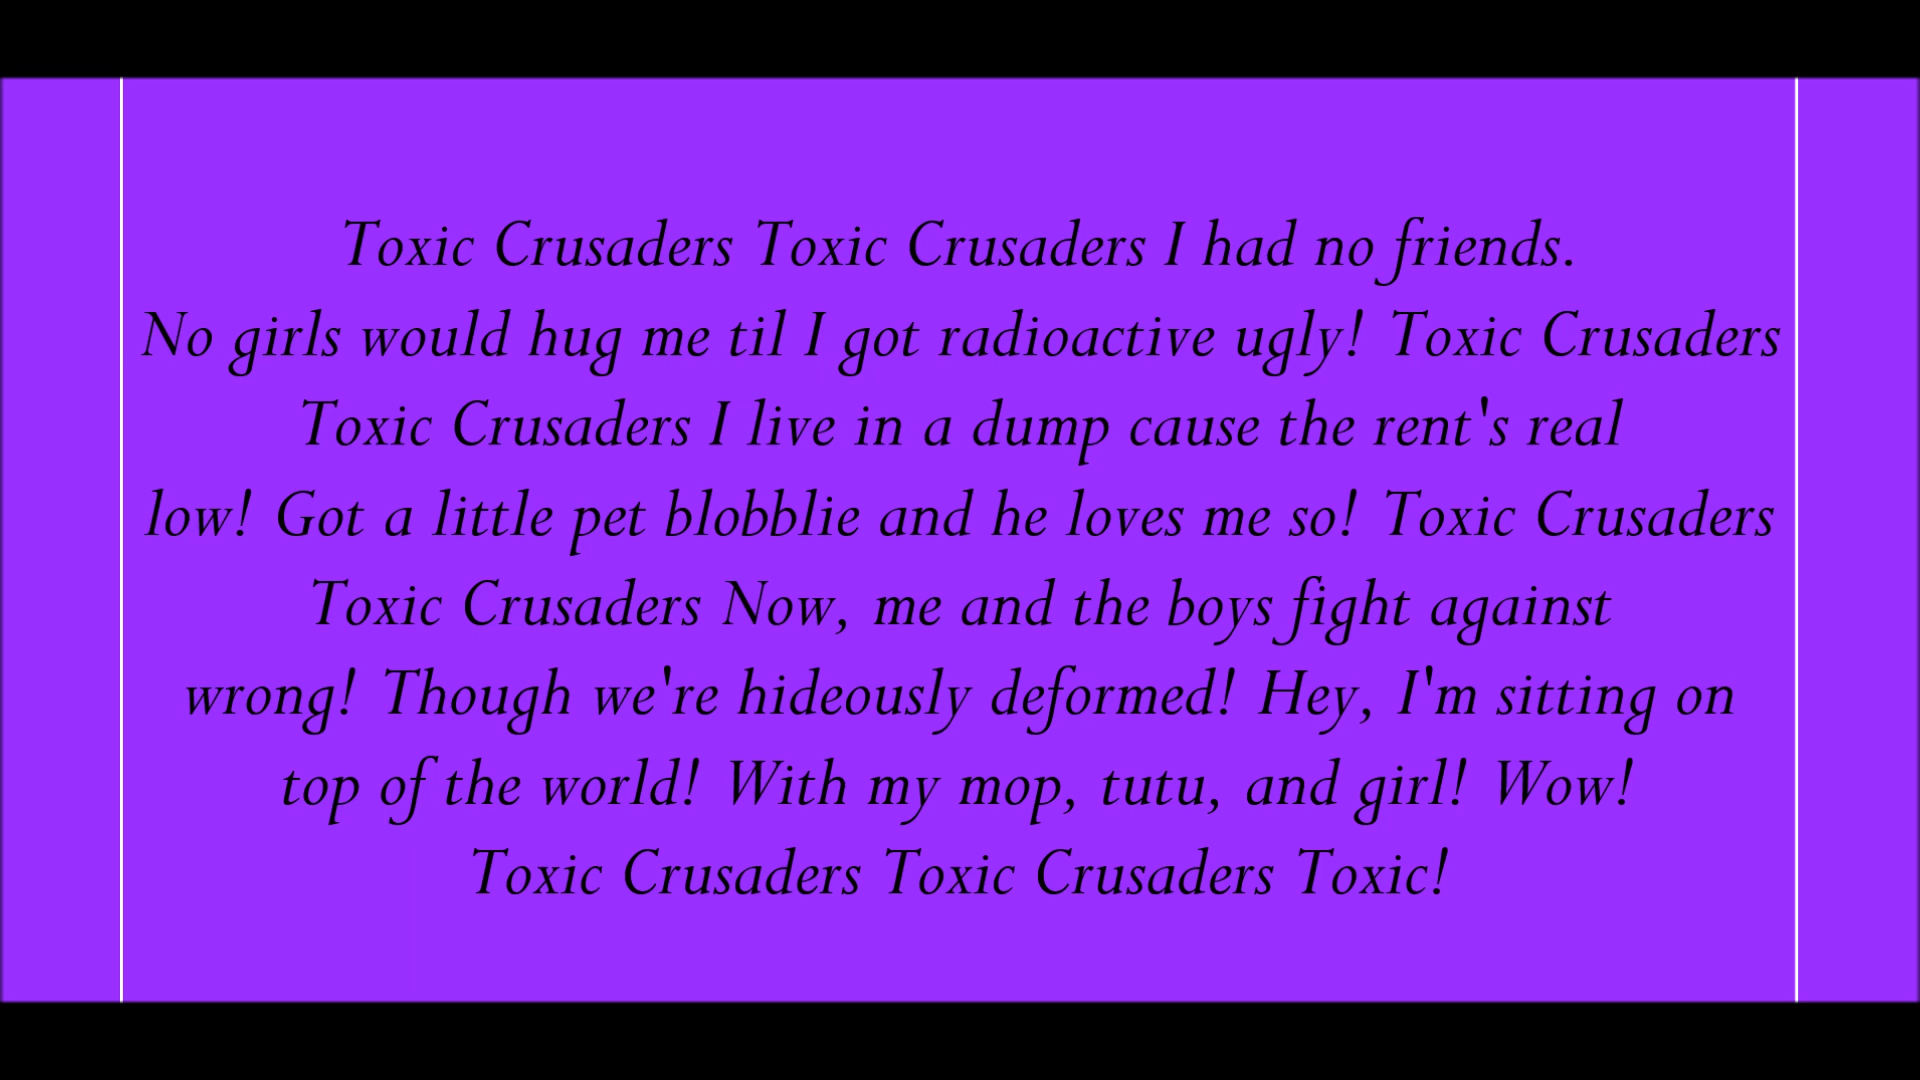 Toxic Crusaders Toxic Crusaders I had no friends.
No girls would hug me til I got radioactive ugly! Toxic Crusaders
Toxic Crusaders I live in a dump cause the rent's real
low! Got a little pet blobblie and he loves me so! Toxic Crusaders
Toxic Crusaders Now, me and the boys fight against
wrong! Though we're hideously deformed! Hey, I'm sitting on
top of the world! With my mop, tutu, and girl! Wow!
Toxic Crusaders Toxic Crusaders Toxic!